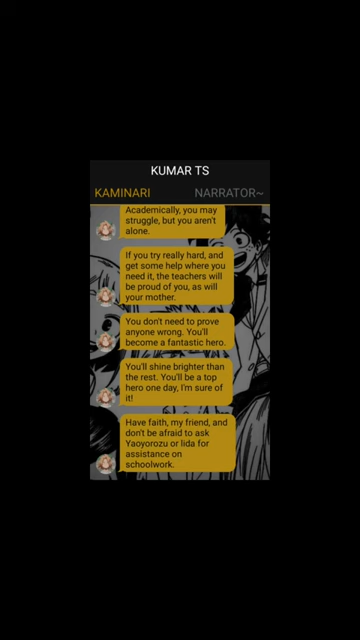 KUMAR TS
KAMINARI
NARRATOR~
Academically, you may
struggle, but you aren't
alone.
If you try really hard, and
get some help where you
need it, the teachers will
be proud of you, as will
your mother.
You don't need to prove
anyone wrong. You'll
become a fantastic hero.
You'll shine brighter than
the rest. You'll be a top
hero one day, I'm sure of
it!
Have faith, my friend, and
don't be afraid to ask
Yaoyorozu or Iida for
assistance on
schoolwork.